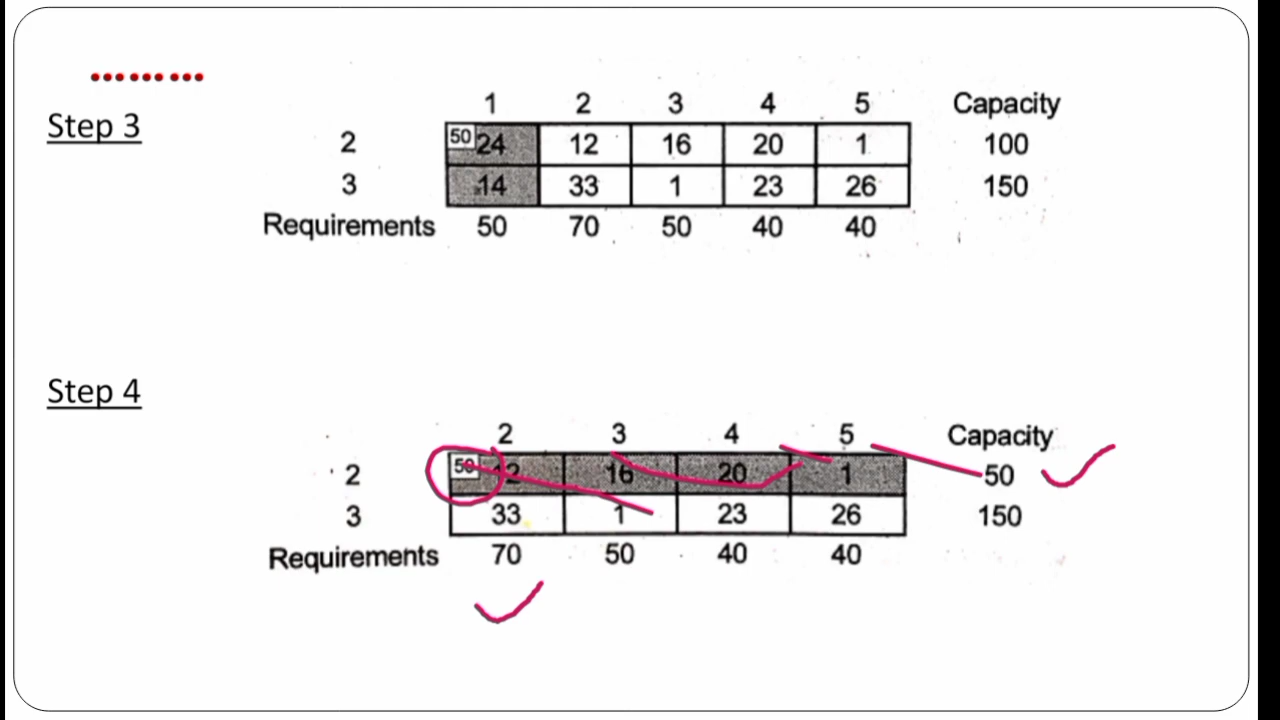 Step 3
1 2 3 4 5 Capacity
2 50 24 12 16 20 1 100
3 14 33 1 23 26 150
Requirements 50 70 50 40 40
Step 4
2 3 4 5 Capacity
2 50 12 16 20 1 50
3 33 1 23 26 150
Requirements 70 50 40 40